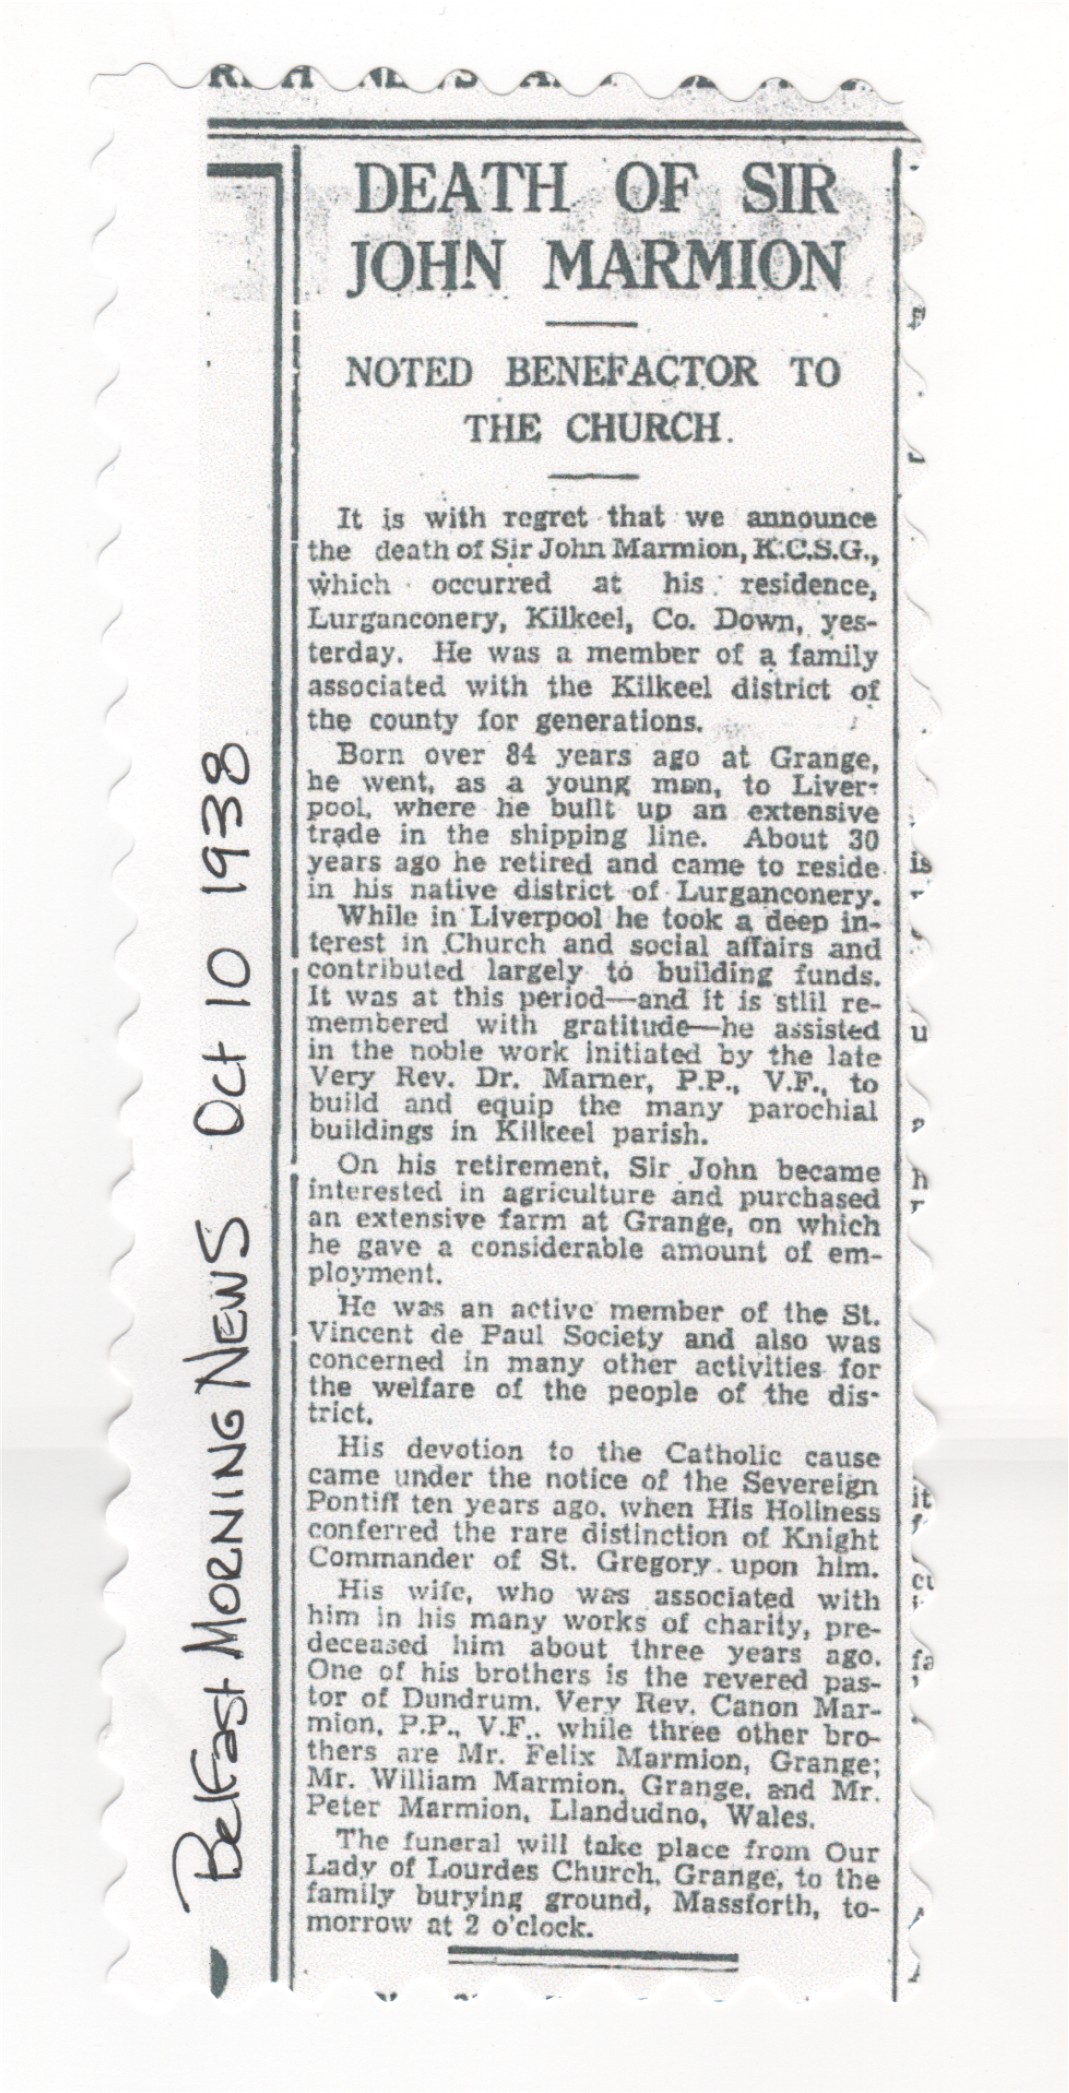 DEATH OF SIR
JOHN MARMION
NOTED BENEFACTOR TO
THE CHURCH.
It is with regret that we announce
the death of Sir John Marmion, K.C.S.G.,
which occurred at his residence,
Lurganconery, Kilkeel, Co. Down, yes-
terday. He was a member of a family
associated with the Kilkeel district of
the county for generations.
Born over 84 years ago at Grange,
he went, as a young man, to Liver-
pool, where he built up an extensive
trade in the shipping line. About 30
years ago he retired and came to reside
in his native district of Lurganconery.
While in Liverpool he took a deep in-
terest in Church and social affairs and
contributed largely to building funds.
It was at this period—and it is stlil re-
membered with gratitude—he assisted
in the noble work initiated by the late
Very Rev. Dr. Marner, P.P., V.F., to
build and equip the many parochial
buildings in Kilkeel parish.
On his retirement, Sir John became
interested in agriculture and purchased
an extensive farm at Grange, on which
he gave a considerable amount of em-
ployment.
He was an active member of the St.
Vincent de Paul Society and also was
concerned in many other activities for
the welfare of the people of the dis-
trict.
His devotion to the Catholic cause
came under the notice of the Severeign
Pontiff ten years ago, when His Holiness
conferred the rare distinction of Knight
Commander of St. Gregory upon him.
His wife, who was associated with
him in his many works of charity, pre-
deceased him about three years ago.
One of his brothers is the revered pas-
tor of Dundrum, Very Rev. Canon Mar-
mion, P.P., V.F., while three other bro-
thers are Mr. Felix Marmion, Grange;
Mr. William Marmion, Grange, and Mr.
Peter Marmion, Llandudno, Wales.
The funeral will take place from Our
Lady of Lourdes Church, Grange, to the
family burying ground, Massforth, to-
morrow at 2 o'clock.
Belfast MORNING NEWS Oct 10 1938